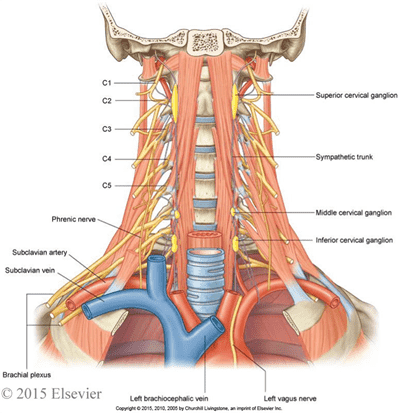 C1
C2
Superior cervical ganglion
C3
C4
Sympathetic trunk
C5
Phrenic nerve
Middle cervical ganglion
Subclavian artery
Inferior cervical ganglion
Subclavian vein
Brachial plexus
© 2015 Elsevier
Left brachiocephalic vein
Left vagus nerve
Copyright © 2015, 2010, 2005 by Churchill Livingstone, an imprint of Elsevier Inc.